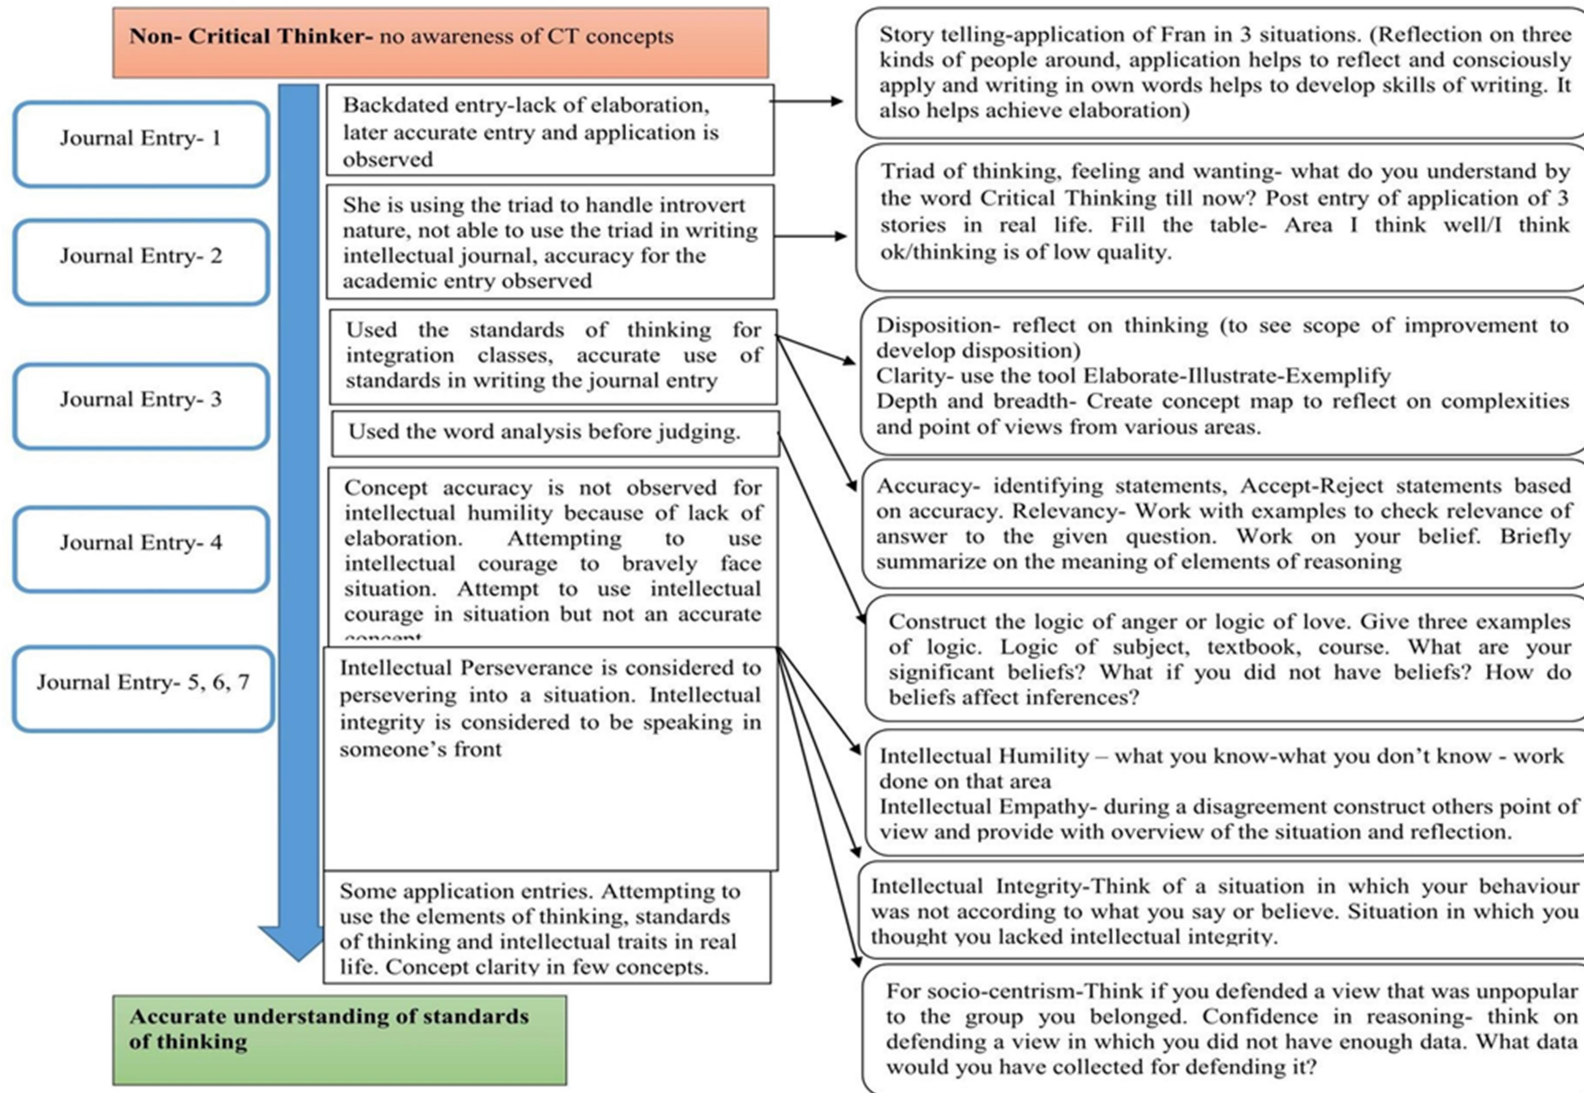 Non- Critical Thinker- no awareness of CT concepts
Journal Entry- 1
Journal Entry- 2
Journal Entry- 3
Journal Entry- 4
Journal Entry- 5, 6, 7
Backdated entry-lack of elaboration,
later accurate entry and application is
observed
She is using the triad to handle introvert
nature, not able to use the triad in writing
intellectual journal, accuracy for the
academic entry observed
Used the standards of thinking for
integration classes, accurate use of
standards in writing the journal entry
Used the word analysis before judging.
Concept accuracy is not observed for
intellectual humility because of lack of
elaboration. Attempting to use
intellectual courage to bravely face
situation. Attempt to use intellectual
courage in situation but not an accurate
concept
Intellectual Perseverance is considered to
persevering into a situation. Intellectual
integrity is considered to be speaking in
someone's front
Some application entries. Attempting to
use the elements of thinking, standards
of thinking and intellectual traits in real
life. Concept clarity in few concepts.
Accurate understanding of standards
of thinking
Story telling-application of Fran in 3 situations. (Reflection on three
kinds of people around, application helps to reflect and consciously
apply and writing in own words helps to develop skills of writing. It
also helps achieve elaboration)
Triad of thinking, feeling and wanting- what do you understand by
the word Critical Thinking till now? Post entry of application of 3
stories in real life. Fill the table- Area I think well/I think
ok/thinking is of low quality.
Disposition- reflect on thinking (to see scope of improvement to
develop disposition)
Clarity- use the tool Elaborate-Illustrate-Exemplify
Depth and breadth- Create concept map to reflect on complexities
and point of views from various areas.
Accuracy- identifying statements, Accept-Reject statements based
on accuracy. Relevancy- Work with examples to check relevance of
answer to the given question. Work on your belief. Briefly
summarize on the meaning of elements of reasoning
Construct the logic of anger or logic of love. Give three examples
of logic. Logic of subject, textbook, course. What are your
significant beliefs? What if you did not have beliefs? How do
beliefs affect inferences?
Intellectual Humility – what you know-what you don't know - work
done on that area
Intellectual Empathy- during a disagreement construct others point of
view and provide with overview of the situation and reflection.
Intellectual Integrity-Think of a situation in which your behaviour
was not according to what you say or believe. Situation in which you
thought you lacked intellectual integrity.
For socio-centrism-Think if you defended a view that was unpopular
to the group you belonged. Confidence in reasoning- think on
defending a view in which you did not have enough data. What data
would you have collected for defending it?